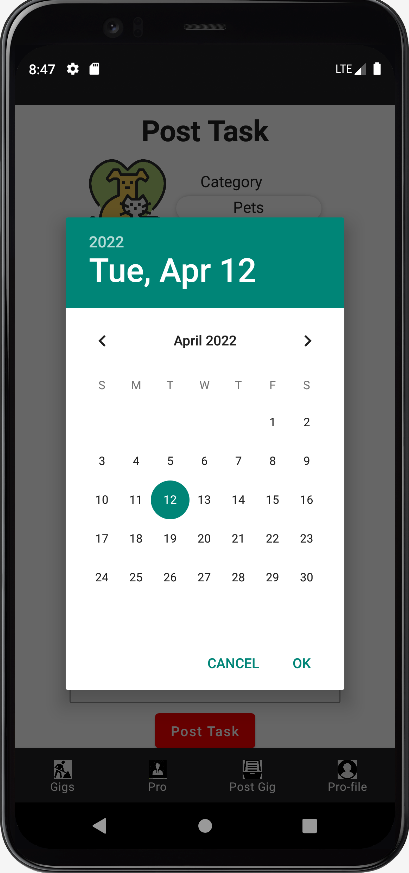 8:47 LTE
Post Task
Category
Pets
2022
Tue, Apr 12
April 2022
S M T W T F S
1 2
3 4 5 6 7 8 9
10 11 12 13 14 15 16
17 18 19 20 21 22 23
24 25 26 27 28 29 30
CANCEL OK
Post Task
Gigs Pro Post Gig Pro-file